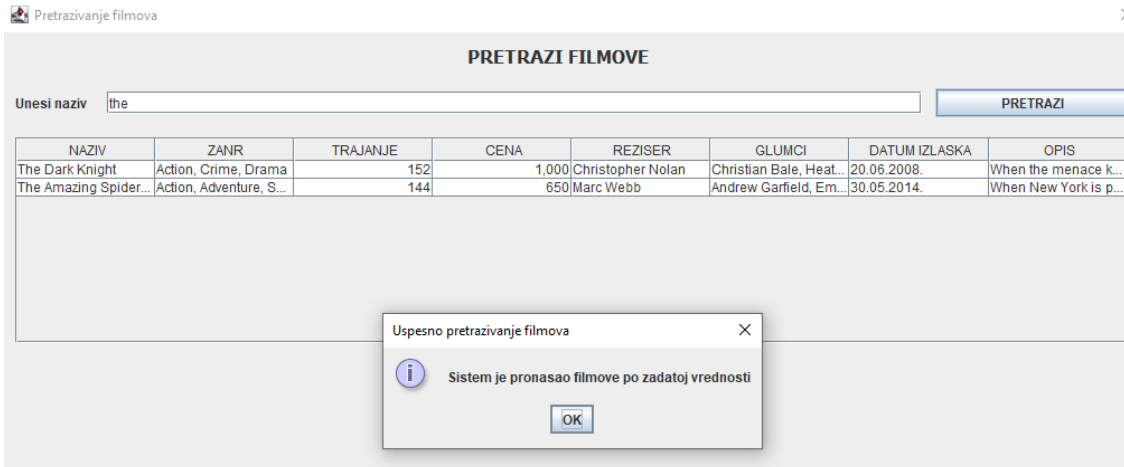 Pretrazivanje filmova
PRETRAZI FILMOVE
Unesi naziv the PRETRAZI
NAZIV ZANR TRAJANJE CENA REZISER GLUMCI DATUM IZLASKA OPIS
The Dark Knight Action, Crime, Drama 152 1,000 Christopher Nolan Christian Bale, Heat... 20.06.2008. When the menace k...
The Amazing Spider... Action, Adventure, S... 144 650 Marc Webb Andrew Garfield, Em... 30.05.2014. When New York is p...
Uspesno pretrazivanje filmova
Sistem je pronasao filmove po zadatoj vrednosti
OK